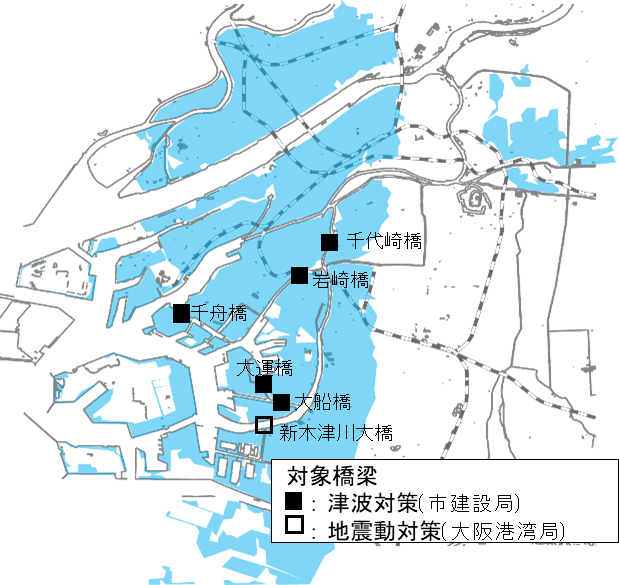 千代崎橋
岩崎橋
千舟橋
大運橋
大船橋
新木津川大橋
対象橋梁
■：津波対策(市建設局)
□：地震動対策(大阪港湾局)